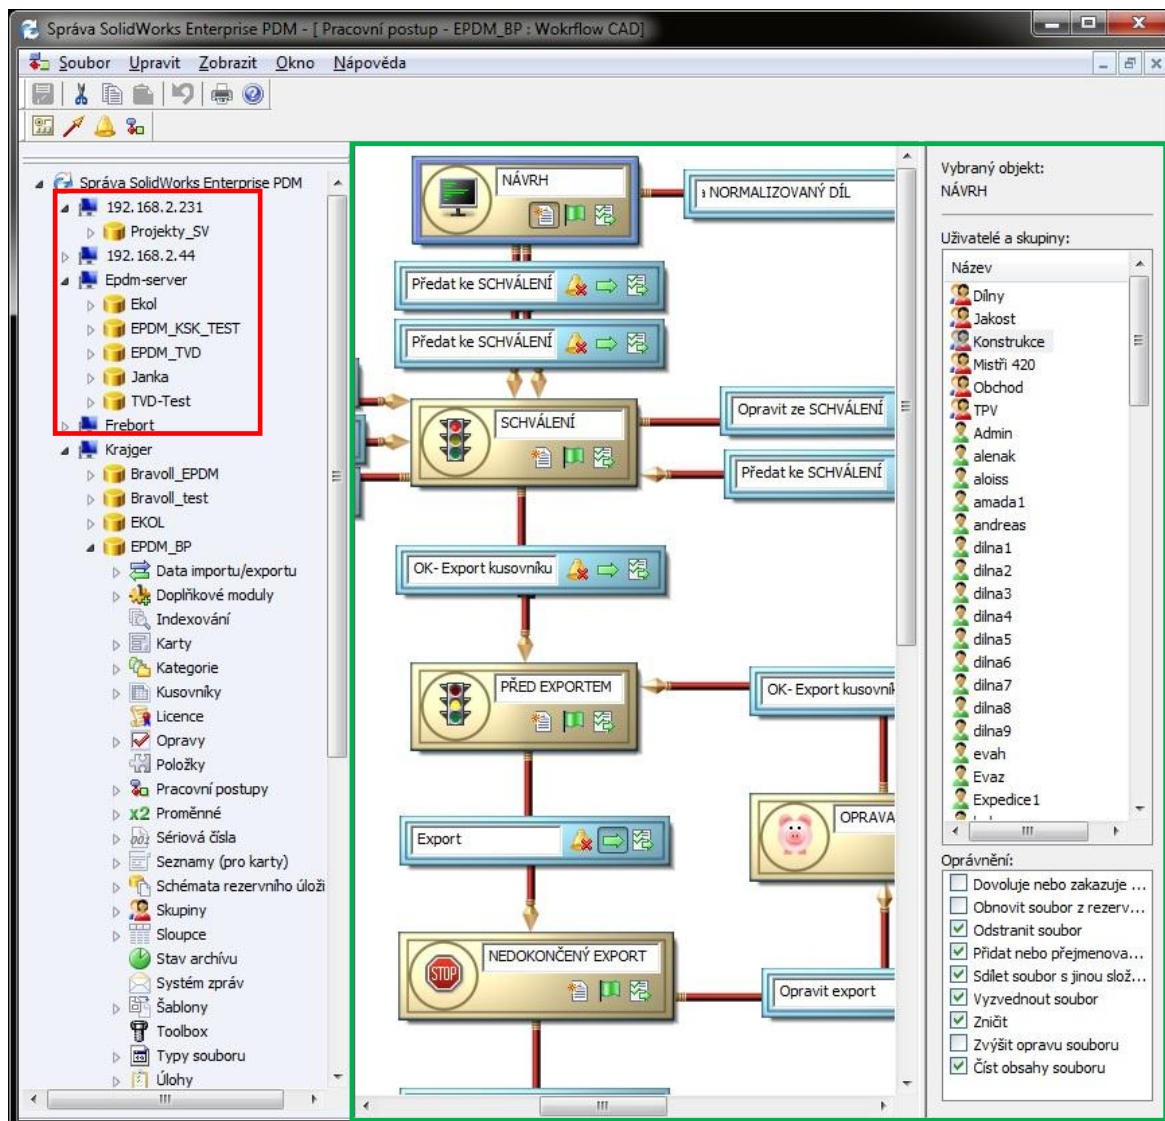 Správa SolidWorks Enterprise PDM - [ Pracovní postup - EPDM_BP : Wokrflow CAD]
Soubor Upravit Zobrazit Okno Nápověda
Správa SolidWorks Enterprise PDM
192.168.2.231
Projekty_SV
192.168.2.44
Epdm-server
Ekol
EPDM_KSK_TEST
EPDM_TVD
Janka
TVD-Test
Frebort
Krajger
Bravoll_EPDM
Bravoll_test
EKOL
EPDM_BP
Data importu/exportu
Doplňkové moduly
Indexování
Karty
Kategorie
Kusovníky
Licence
Opravy
Položky
Pracovní postupy
x2 Proměnné
001 Sériová čísla
Seznamy (pro karty)
Schémata rezervního úloži
Skupiny
Sloupce
Stav archívu
Systém zpráv
Šablony
Toolbox
Typy souboru
Úlohy
NÁVRH
NORMALIZOVANÝ DÍL
Předat ke SCHVÁLENÍ
Předat ke SCHVÁLENÍ
SCHVÁLENÍ
Opravit ze SCHVÁLENÍ
Předat ke SCHVÁLENÍ
OK- Export kusovníku
PŘED EXPORTEM
OK- Export kusovník
Export
OPRAVA
STOP
NEDOKONČENÝ EXPORT
Opravit export
Vybraný objekt:
NÁVRH
Uživatelé a skupiny:
Název
Dílny
Jakost
Konstrukce
Mistři 420
Obchod
TPV
Admin
alenak
aloiss
amada1
andreas
dilna1
dilna2
dilna3
dilna4
dilna5
dilna6
dilna7
dilna8
dilna9
evah
Evaz
Expedice1
Oprávnění:
Dovoluje nebo zakazuje ...
Obnovit soubor z rezerv...
Odstranit soubor
Přidat nebo přejmenova...
Sdílet soubor s jinou slož...
Vyzvednout soubor
Zničit
Zvýšit opravu souboru
Číst obsahy souboru